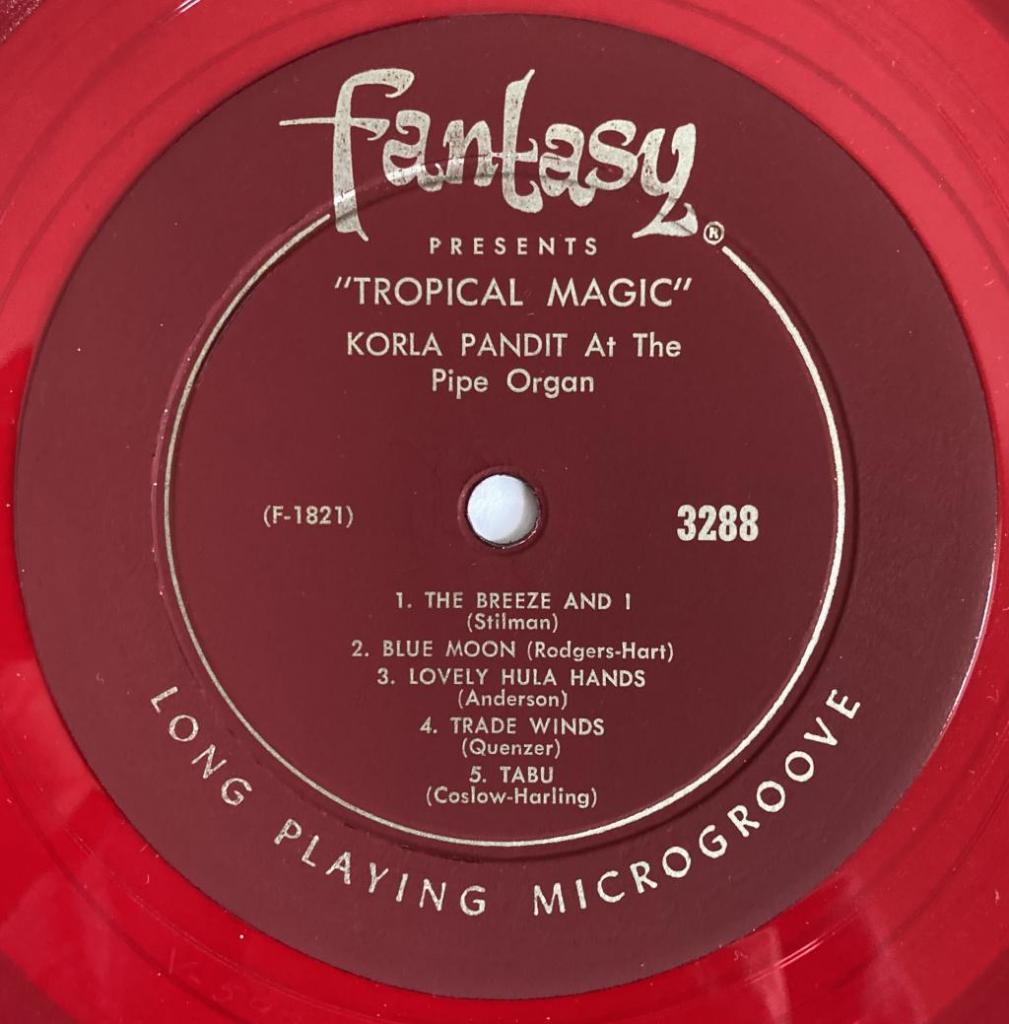 fantasy®
PRESENTS
"TROPICAL MAGIC"
KORLA PANDIT At The
Pipe Organ
(F-1821)
3288
1. THE BREEZE AND I
(Stilman)
2. BLUE MOON (Rodgers-Hart)
3. LOVELY HULA HANDS
(Anderson)
4. TRADE WINDS
(Quenzer)
5. TABU
(Coslow-Harling)
LONG PLAYING MICROGROOVE